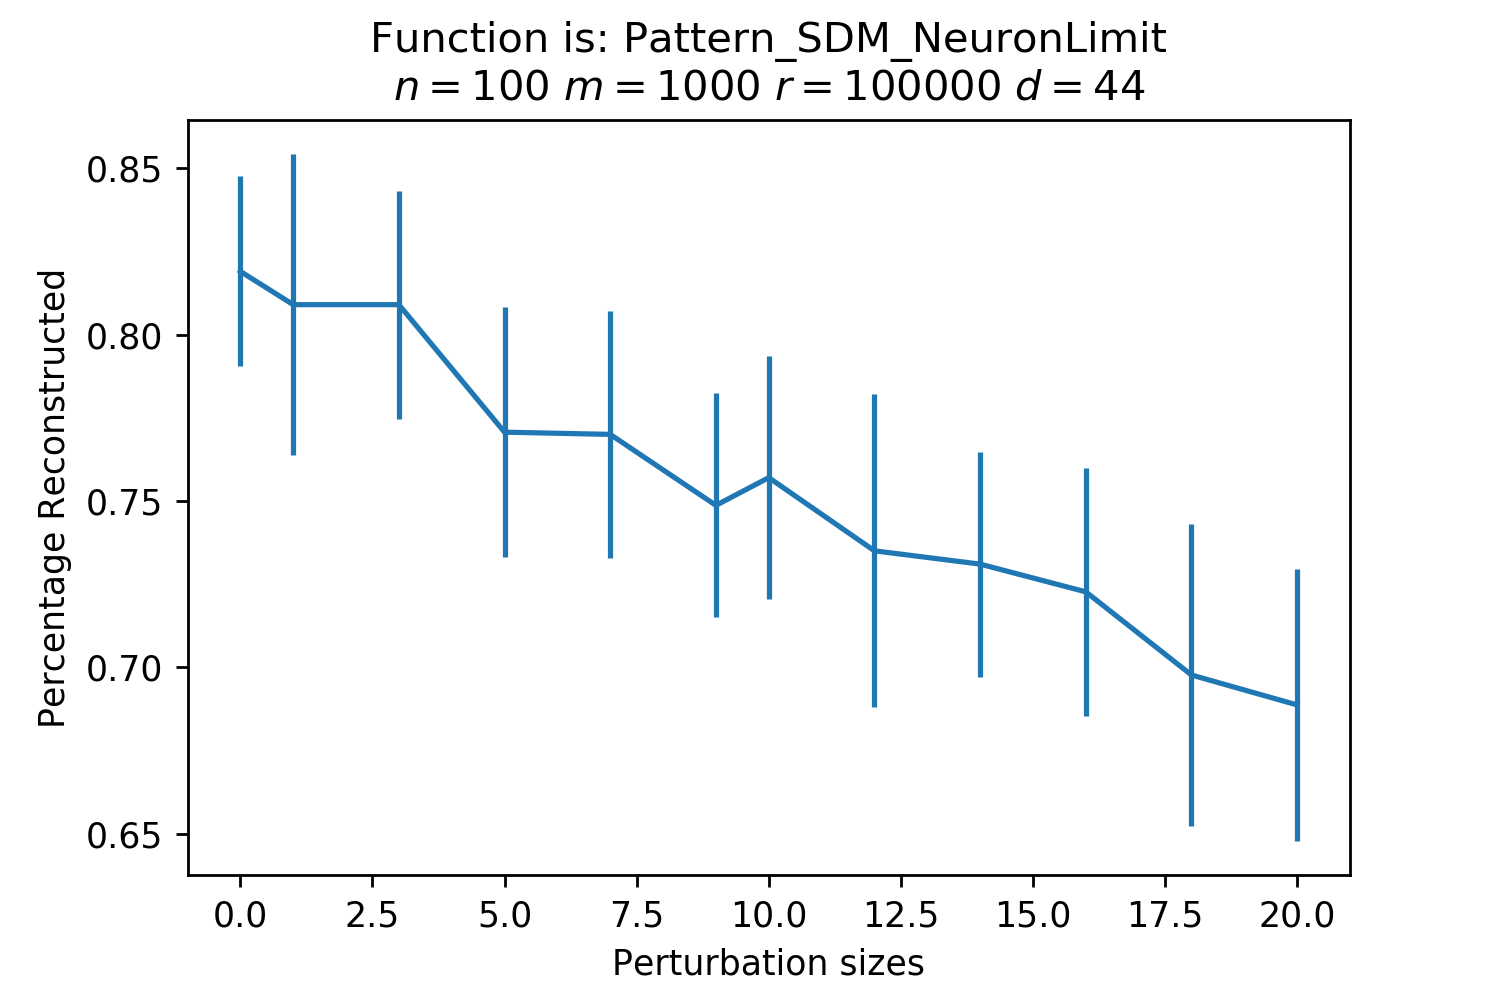 Function is: Pattern_SDM_NeuronLimit
n = 100 m = 1000 r = 100000 d = 44
Percentage Reconstructed
0.85
0.80
0.75
0.70
0.65
0.0 2.5 5.0 7.5 10.0 12.5 15.0 17.5 20.0
Perturbation sizes